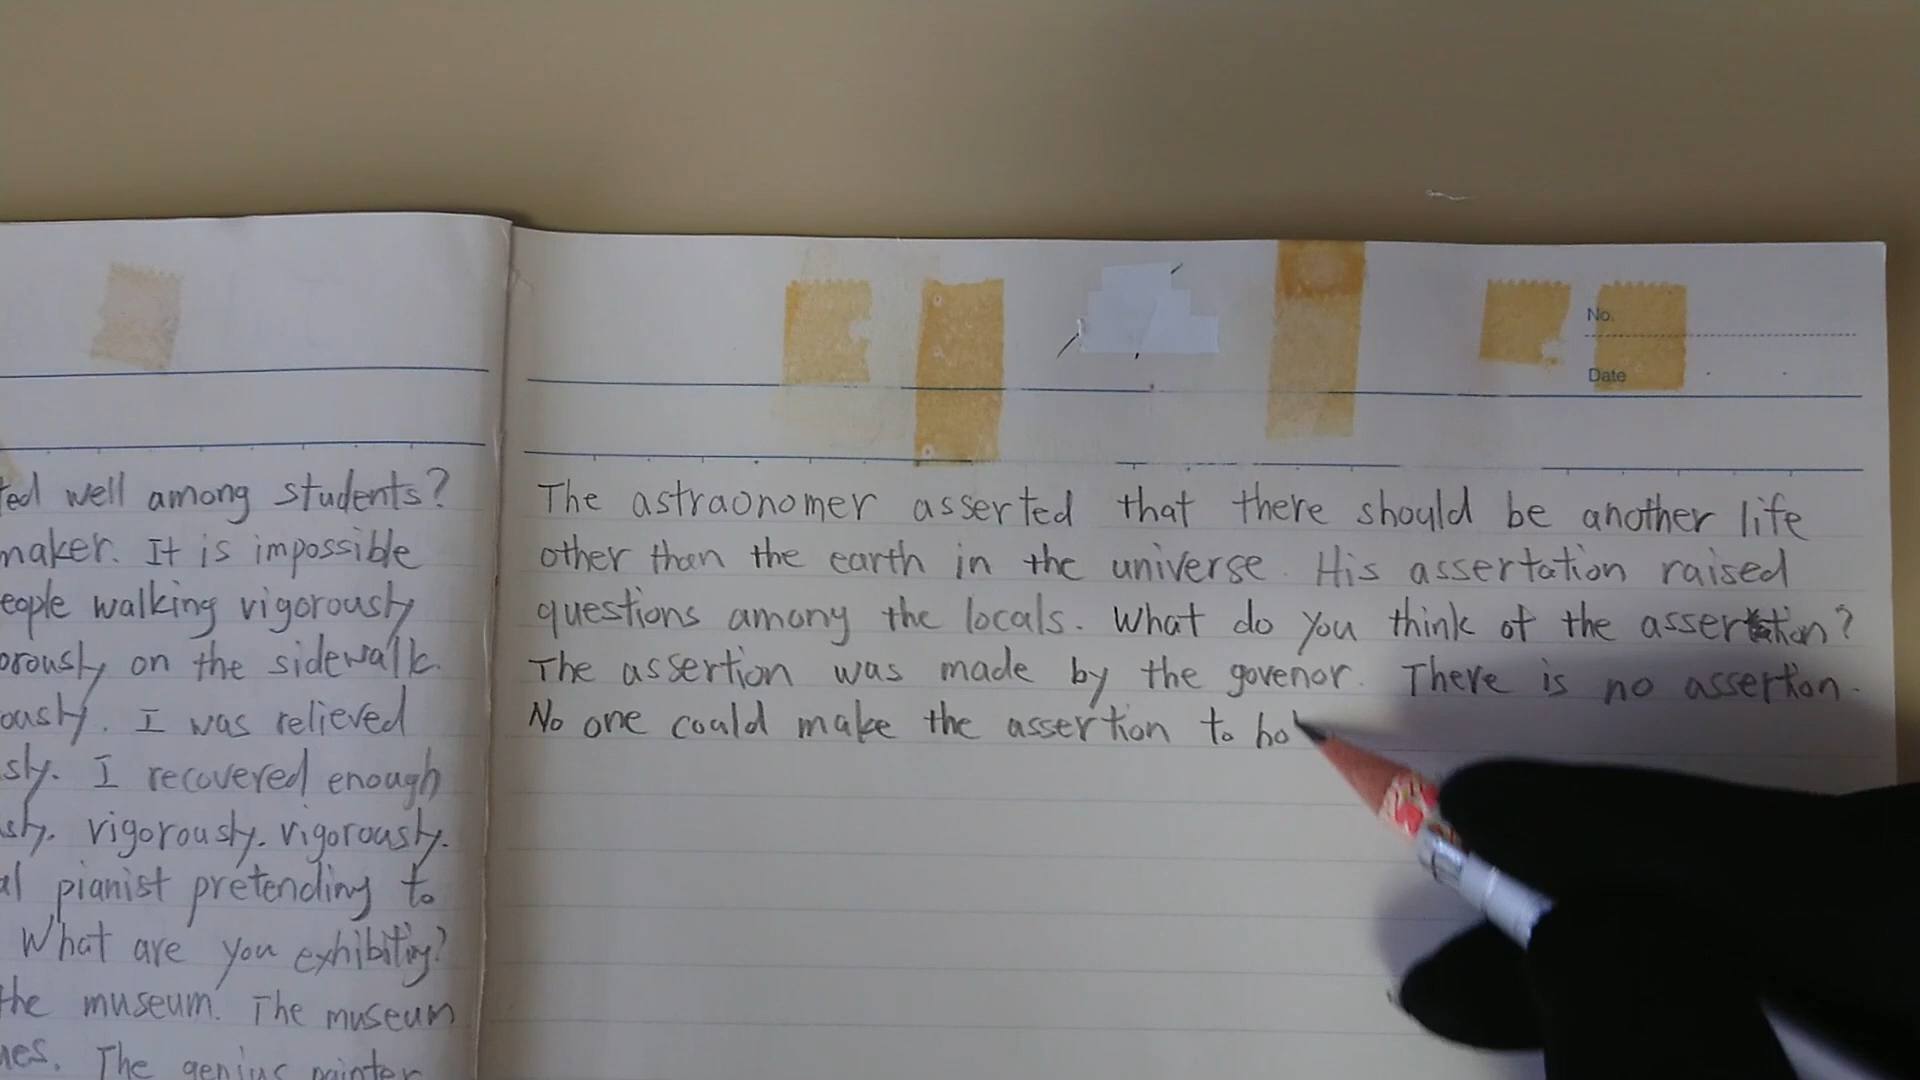 ted well among students?
maker. It is impossible
eople walking vigorously
orously on the sidewalk.
ously. I was relieved
sly. I recovered enough
sly. vigorously. vigorously.
al pianist pretending to
What are you exhibiting?
the museum. The museum
nes. The genius painter
No.
Date
The astraonomer asserted that there should be another life
other than the earth in the universe. His assertation raised
questions among the locals. What do you think of the assertion?
The assertion was made by the govenor. There is no assertion.
No one could make the assertion to ho